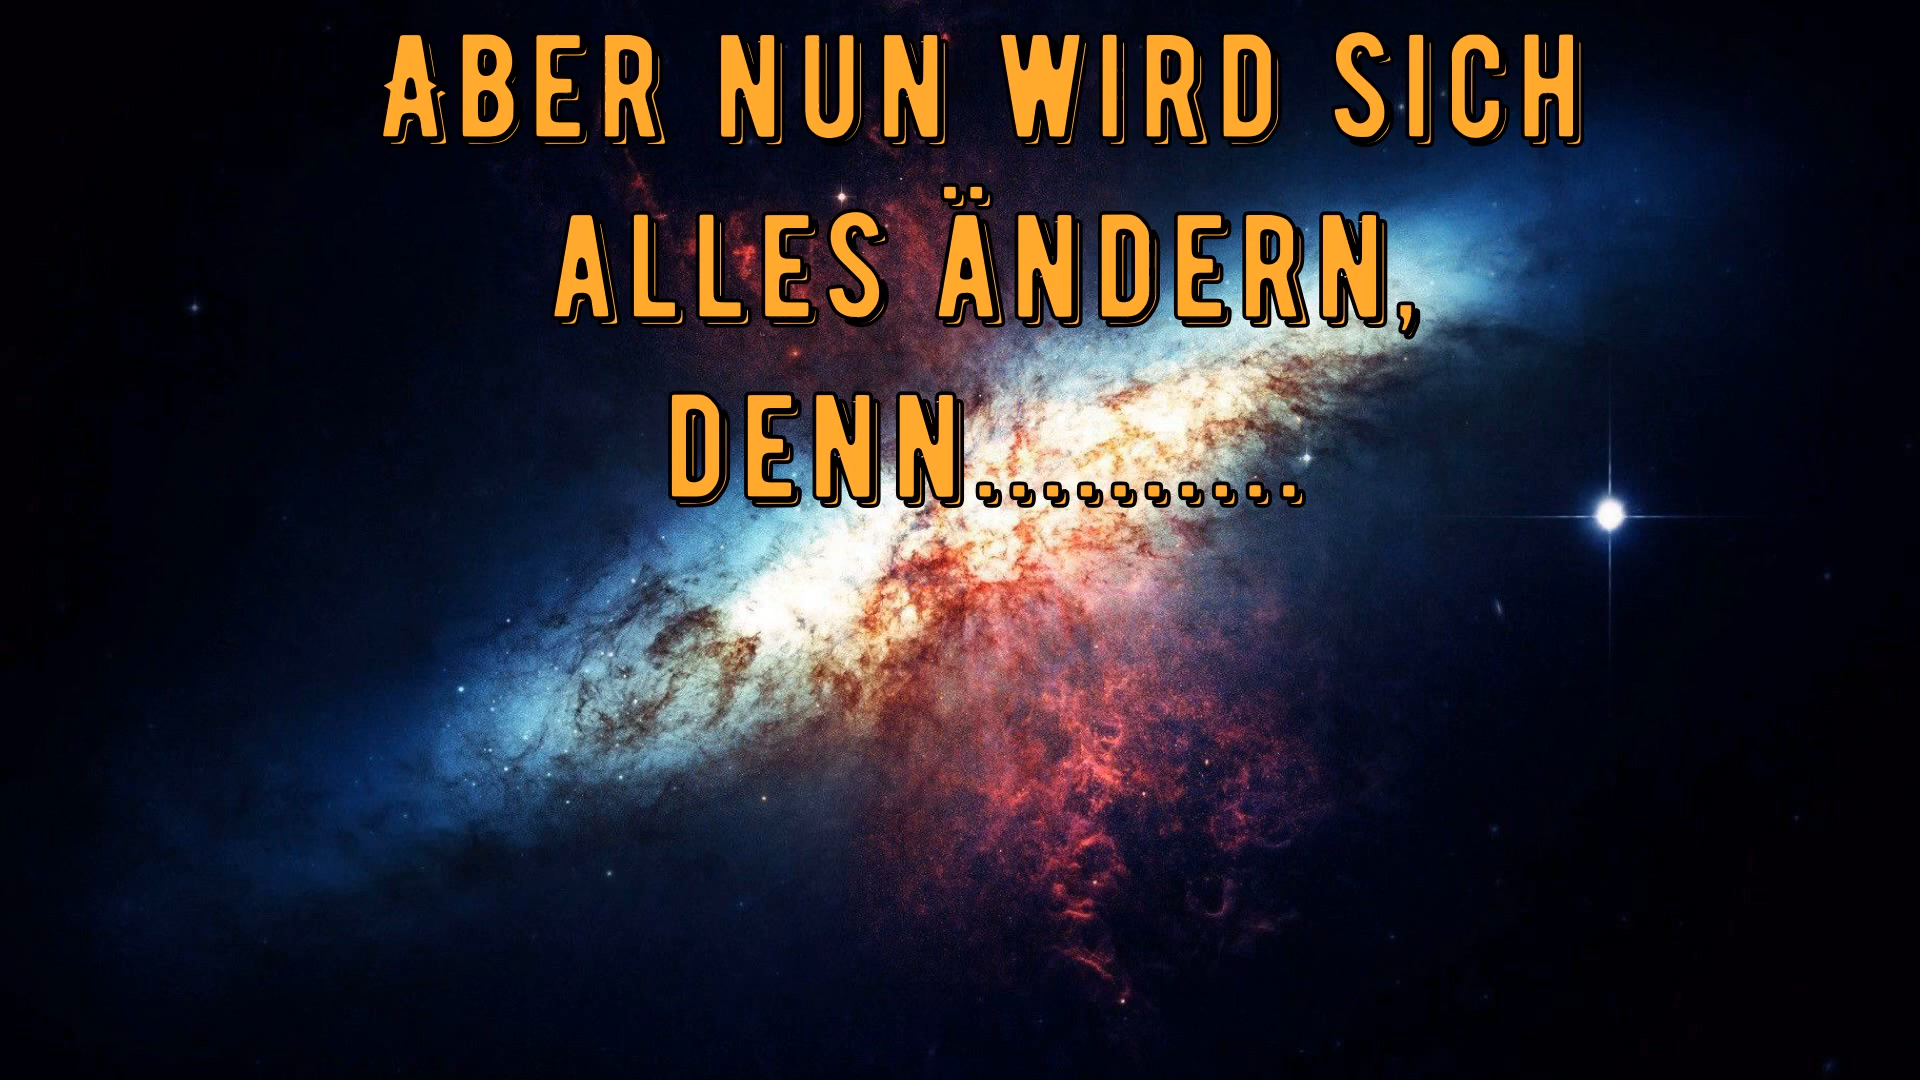 ABER NUN WIRD SICH
ALLES ÄNDERN,
DENN..........